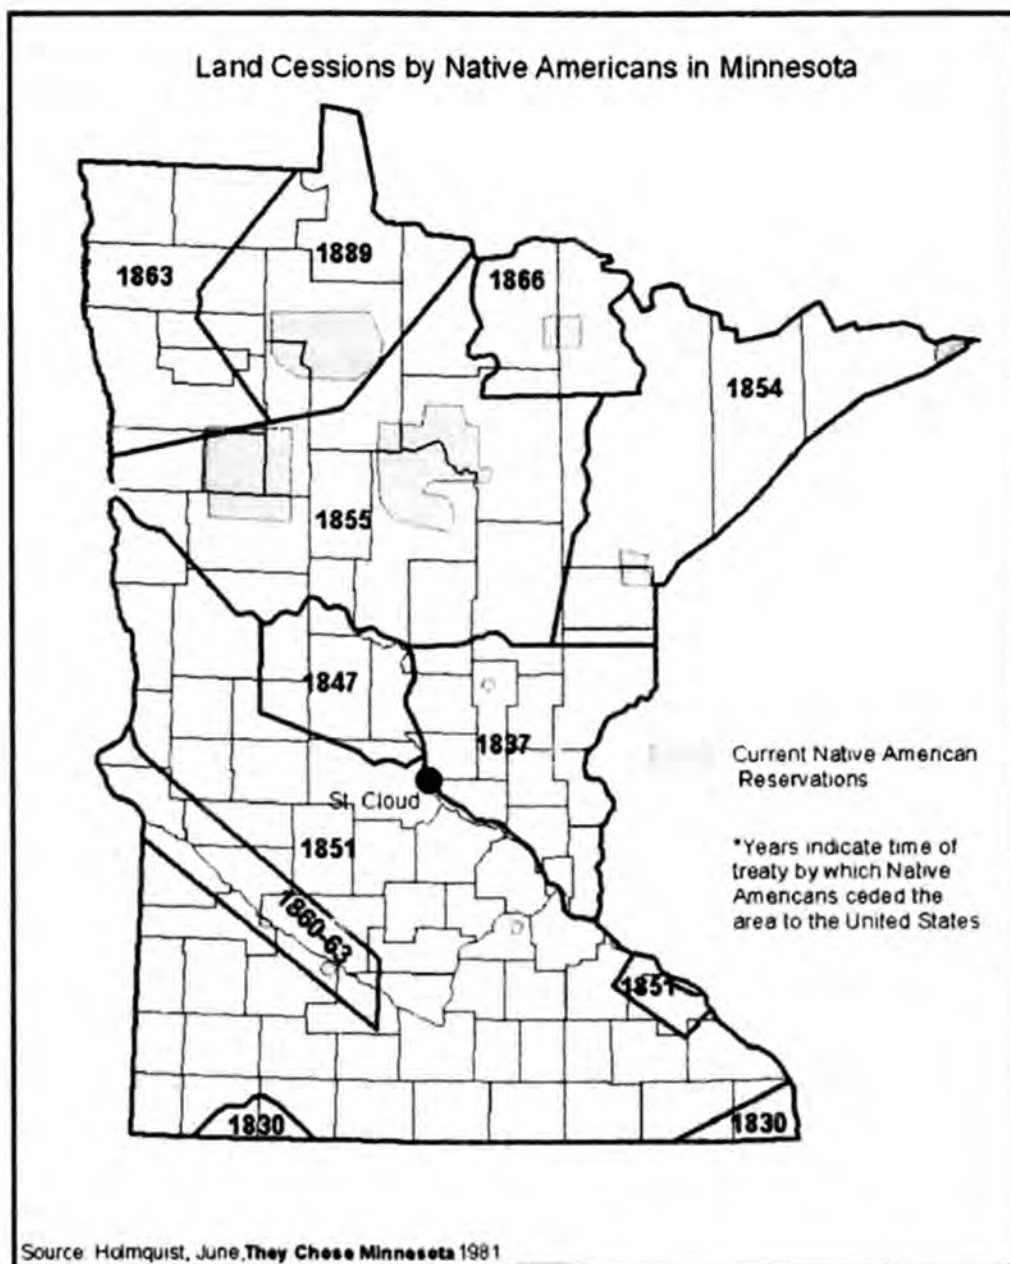 Land Cessions by Native Americans in Minnesota
1889
1863
1866
1854
1855
1847
1837
Current Native American
Reservations
St. Cloud
1851
*Years indicate time of
treaty by which Native
Americans ceded the
area to the United States
1860-63
1851
1830
1830
Source: Holmquist, June, They Chose Minnesota 1981